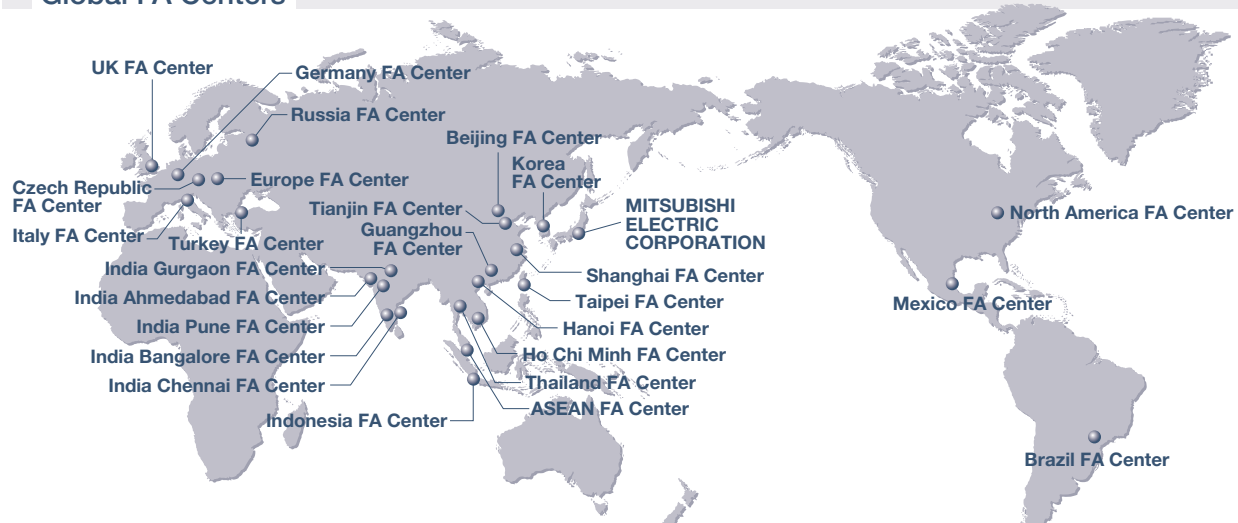 Global FA Centers
UK FA Center
Germany FA Center
Russia FA Center
Beijing FA Center
Korea
FA Center
Czech Republic
FA Center
Europe FA Center
Tianjin FA Center
MITSUBISHI
ELECTRIC
CORPORATION
North America FA Center
Italy FA Center
Turkey FA Center
Guangzhou
FA Center
India Gurgaon FA Center
Shanghai FA Center
India Ahmedabad FA Center
Taipei FA Center
Mexico FA Center
India Pune FA Center
Hanoi FA Center
India Bangalore FA Center
Ho Chi Minh FA Center
India Chennai FA Center
Thailand FA Center
ASEAN FA Center
Indonesia FA Center
Brazil FA Center